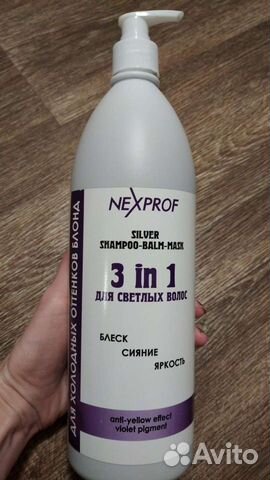 NEXPROF
SILVER
SHAMPOO-BALM-MASK
3 in 1
ДЛЯ СВЕТЛЫХ ВОЛОС
БЛЕСК
СИЯНИЕ
ЯРКОСТЬ
anti-yellow effect
violet pigment
ДЛЯ ХОЛОДНЫХ ОТТЕНКОВ БЛОНД
Avito